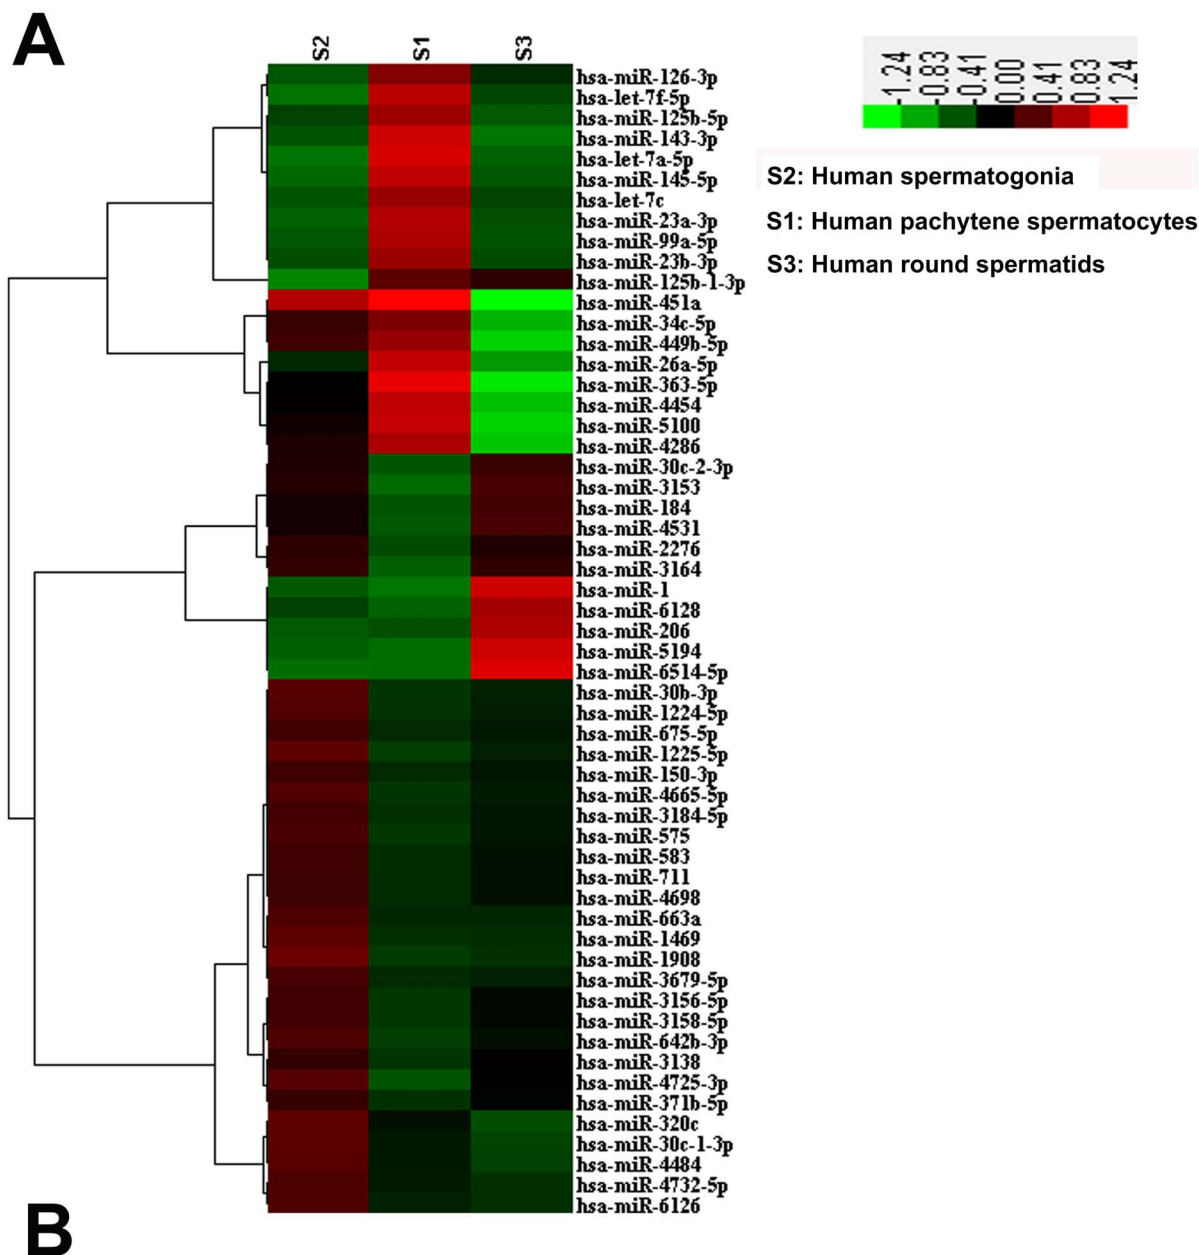 A
S2 S1 S3
-1.24 -0.83 -0.41 0.00 0.41 0.83 1.24
S2: Human spermatogonia
S1: Human pachytene spermatocytes
S3: Human round spermatids
hsa-miR-126-3p
hsa-let-7f-5p
hsa-miR-125b-5p
hsa-miR-143-3p
hsa-let-7a-5p
hsa-miR-145-5p
hsa-let-7c
hsa-miR-23a-3p
hsa-miR-99a-5p
hsa-miR-23b-3p
hsa-miR-125b-1-3p
hsa-miR-451a
hsa-miR-34c-5p
hsa-miR-449b-5p
hsa-miR-26a-5p
hsa-miR-363-5p
hsa-miR-4454
hsa-miR-5100
hsa-miR-4286
hsa-miR-30c-2-3p
hsa-miR-3153
hsa-miR-184
hsa-miR-4531
hsa-miR-2276
hsa-miR-3164
hsa-miR-1
hsa-miR-6128
hsa-miR-206
hsa-miR-5194
hsa-miR-6514-5p
hsa-miR-30b-3p
hsa-miR-1224-5p
hsa-miR-675-5p
hsa-miR-1225-5p
hsa-miR-150-3p
hsa-miR-4665-5p
hsa-miR-3184-5p
hsa-miR-575
hsa-miR-583
hsa-miR-711
hsa-miR-4698
hsa-miR-663a
hsa-miR-1469
hsa-miR-1908
hsa-miR-3679-5p
hsa-miR-3156-5p
hsa-miR-3158-5p
hsa-miR-642b-3p
hsa-miR-3138
hsa-miR-4725-3p
hsa-miR-371b-5p
hsa-miR-320c
hsa-miR-30c-1-3p
hsa-miR-4484
hsa-miR-4732-5p
hsa-miR-6126
B